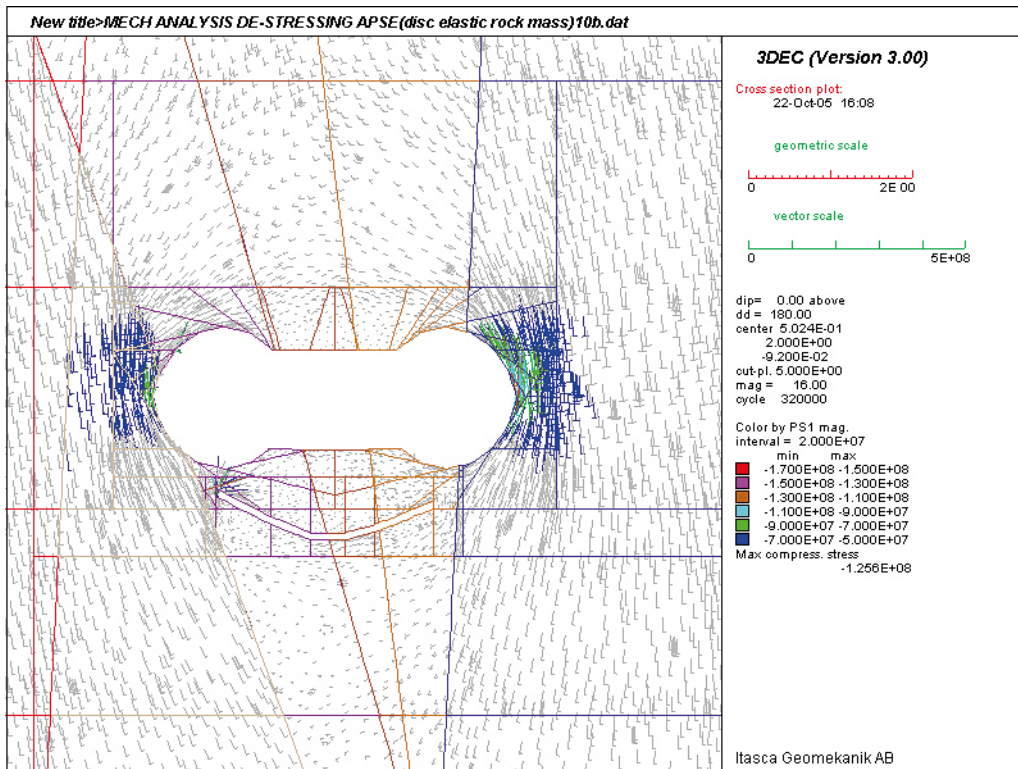 New title>MECH ANALYSIS DE-STRESSING APSE(disc elastic rock mass)10b.dat
3DEC (Version 3.00)
Cross section plot:
22-Oct-05 16:08
geometric scale
0 2E 00
vector scale
0 5E+08
dip= 0.00 above
dd = 180.00
center 5.024E-01
2.000E+00
-9.200E-02
cut-pl. 5.000E+00
mag = 16.00
cycle 320000
Color by PS1 mag.
interval = 2.000E+07
min max
-1.700E+08 -1.500E+08
-1.500E+08 -1.300E+08
-1.300E+08 -1.100E+08
-1.100E+08 -9.000E+07
-9.000E+07 -7.000E+07
-7.000E+07 -5.000E+07
Max compress. stress
-1.256E+08
Itasca Geomekanik AB